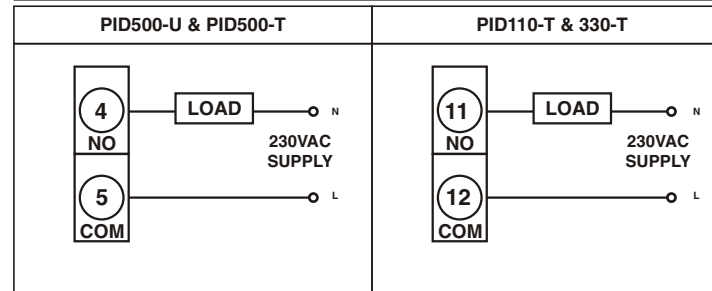 PID500-U & PID500-T
4
LOAD
N
NO
230VAC
SUPPLY
5
L
COM
PID110-T & 330-T
11
LOAD
N
NO
230VAC
SUPPLY
12
L
COM